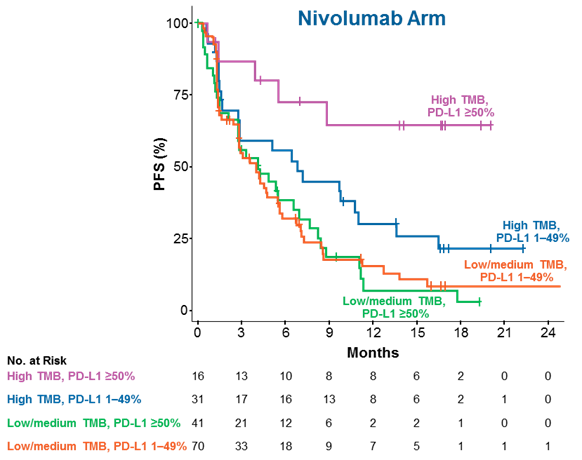 Nivolumab Arm
100
75
50
25
0
PFS (%)
High TMB,
PD-L1 ≥50%
High TMB,
PD-L1 1–49%
Low/medium TMB,
PD-L1 1–49%
Low/medium TMB,
PD-L1 ≥50%
0 3 6 9 12 15 18 21 24
Months
No. at Risk
High TMB, PD-L1 ≥50% 16 13 10 8 8 6 2 0 0
High TMB, PD-L1 1–49% 31 17 16 13 8 6 2 1 0
Low/medium TMB, PD-L1 ≥50% 41 21 12 6 2 2 1 0 0
Low/medium TMB, PD-L1 1–49% 70 33 18 9 7 5 1 1 1